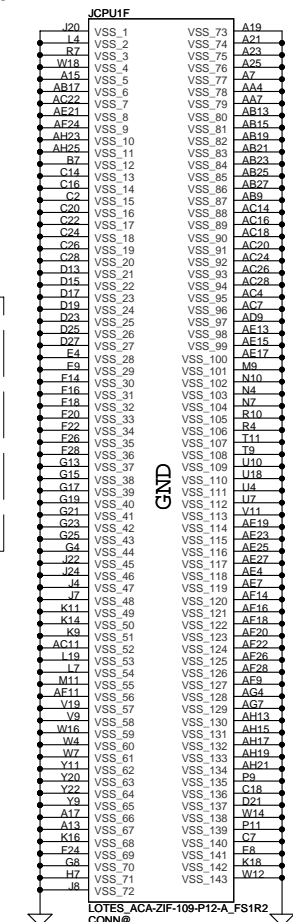 JCPU1F
J20 VSS_1 VSS_73 A19
L4 VSS_2 VSS_74 A21
R7 VSS_3 VSS_75 A23
W18 VSS_4 VSS_76 A25
A15 VSS_5 VSS_77 A7
AB17 VSS_6 VSS_78 AA4
AC22 VSS_7 VSS_79 AA7
AE21 VSS_8 VSS_80 AB13
AF24 VSS_9 VSS_81 AB15
AH23 VSS_10 VSS_82 AB19
AH25 VSS_11 VSS_83 AB21
B7 VSS_12 VSS_84 AB23
C14 VSS_13 VSS_85 AB25
C16 VSS_14 VSS_86 AB27
C2 VSS_15 VSS_87 AB9
C20 VSS_16 VSS_88 AC14
C22 VSS_17 VSS_89 AC16
C24 VSS_18 VSS_90 AC18
C26 VSS_19 VSS_91 AC20
C28 VSS_20 VSS_92 AC24
D13 VSS_21 VSS_93 AC26
D15 VSS_22 VSS_94 AC28
D17 VSS_23 VSS_95 AC4
D19 VSS_24 VSS_96 AC7
D23 VSS_25 VSS_97 AD9
D25 VSS_26 VSS_98 AE13
D27 VSS_27 VSS_99 AE15
E4 VSS_28 VSS_100 AE17
E9 VSS_29 VSS_101 M9
F14 VSS_30 VSS_102 N10
F16 VSS_31 VSS_103 N4
F18 VSS_32 VSS_104 N7
F20 VSS_33 VSS_105 R10
F22 VSS_34 VSS_106 R4
F26 VSS_35 VSS_107 T11
F28 VSS_36 VSS_108 T9
G13 VSS_37 VSS_109 U10
G15 VSS_38 VSS_110 U18
G17 VSS_39 VSS_111 U4
G19 VSS_40 VSS_112 U7
G21 VSS_41 VSS_113 V11
G23 VSS_42 VSS_114 AE19
G25 VSS_43 VSS_115 AE23
G4 VSS_44 VSS_116 AE25
J22 VSS_45 VSS_117 AE27
J24 VSS_46 VSS_118 AE4
J4 VSS_47 VSS_119 AE7
J7 VSS_48 VSS_120 AF14
K11 VSS_49 VSS_121 AF16
K14 VSS_50 VSS_122 AF18
K9 VSS_51 VSS_123 AF20
AC11 VSS_52 VSS_124 AF22
L19 VSS_53 VSS_125 AF26
L7 VSS_54 VSS_126 AF28
M11 VSS_55 VSS_127 AF9
AF11 VSS_56 VSS_128 AG4
V19 VSS_57 VSS_129 AG7
V9 VSS_58 VSS_130 AH13
W16 VSS_59 VSS_131 AH15
W4 VSS_60 VSS_132 AH17
W7 VSS_61 VSS_133 AH19
Y11 VSS_62 VSS_134 AH21
Y20 VSS_63 VSS_135 P9
Y22 VSS_64 VSS_136 C18
Y9 VSS_65 VSS_137 D21
A17 VSS_66 VSS_138 W14
A13 VSS_67 VSS_139 P11
K16 VSS_68 VSS_140 C7
F24 VSS_69 VSS_141 E8
G8 VSS_70 VSS_142 K18
H7 VSS_71 VSS_143 W12
J8 VSS_72
GND
LOTES_ACA-ZIF-109-P12-A_FS1R2
CONN@